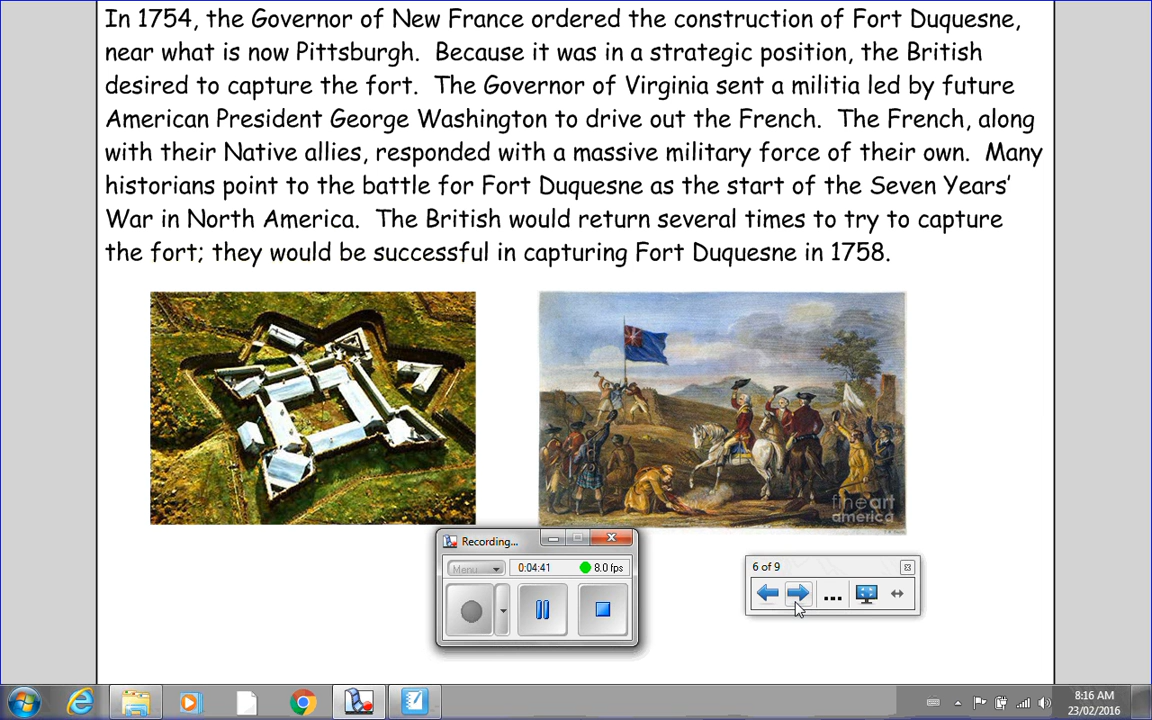 In 1754, the Governor of New France ordered the construction of Fort Duquesne,
near what is now Pittsburgh.  Because it was in a strategic position, the British
desired to capture the fort.  The Governor of Virginia sent a militia led by future
American President George Washington to drive out the French.  The French, along
with their Native allies, responded with a massive military force of their own.  Many
historians point to the battle for Fort Duquesne as the start of the Seven Years'
War in North America.  The British would return several times to try to capture
the fort; they would be successful in capturing Fort Duquesne in 1758.
fine art
america
Recording...
Menu
0:04:41
8.0 fps
6 of 9
8:16 AM
23/02/2016